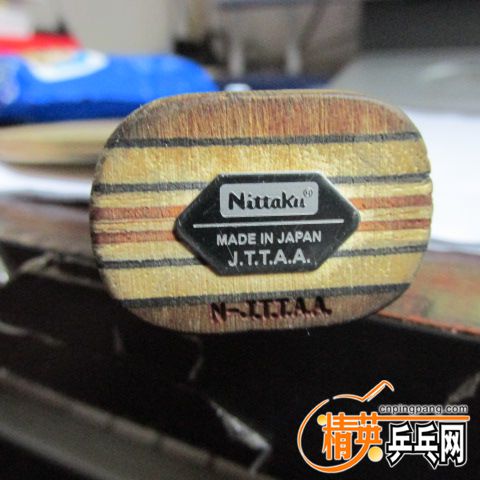 Nittaku®
MADE IN JAPAN
J.T.T.A.A.
N-J.T.T.A.A.
cnpingpang.com
精英乒乓网